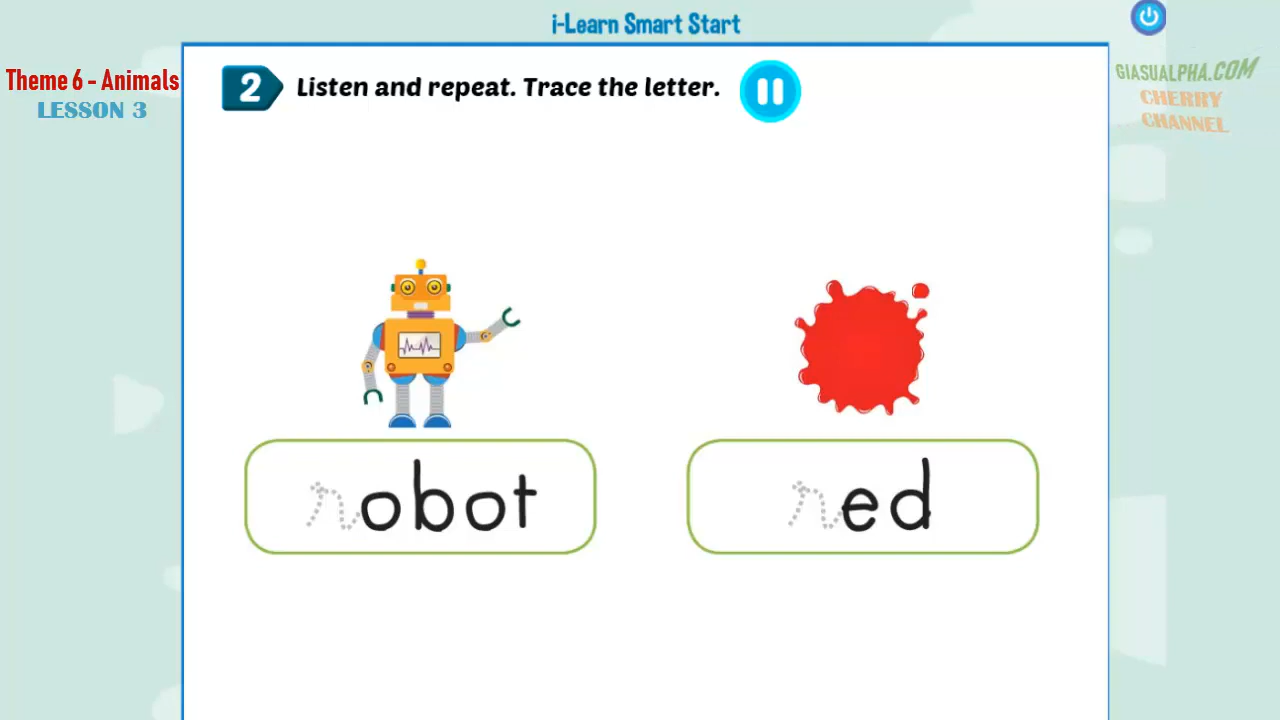 i-Learn Smart Start
Theme 6 - Animals
LESSON 3
2 Listen and repeat. Trace the letter.
GIASUALPHA.COM
CHERRY
CHANNEL
robot
red